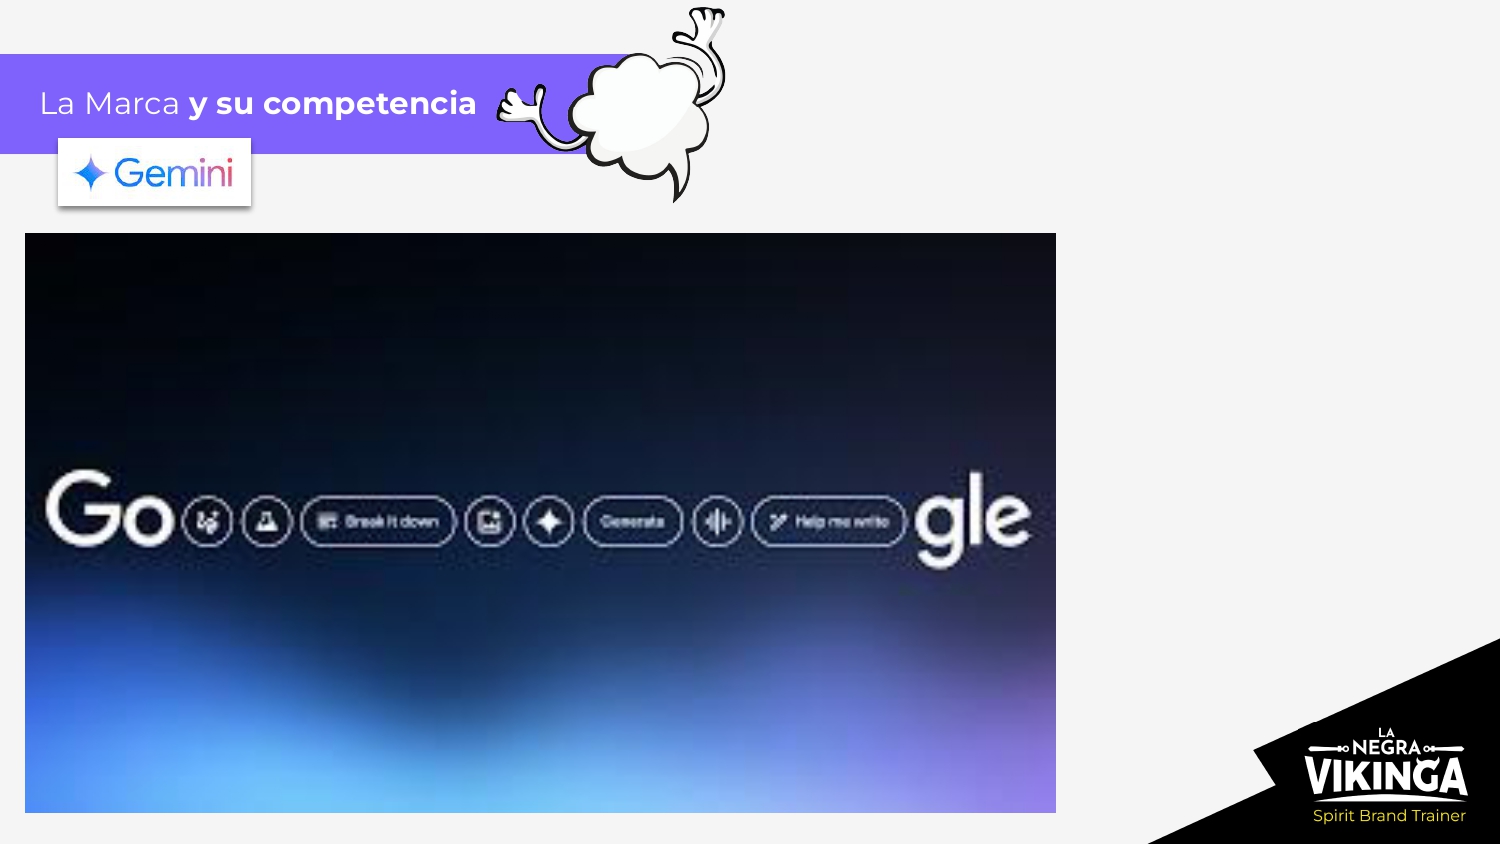 La Marca y su competencia
Gemini
Go Break it down Generate Help me write gle
LA
NEGRA
VIKINGA
Spirit Brand Trainer